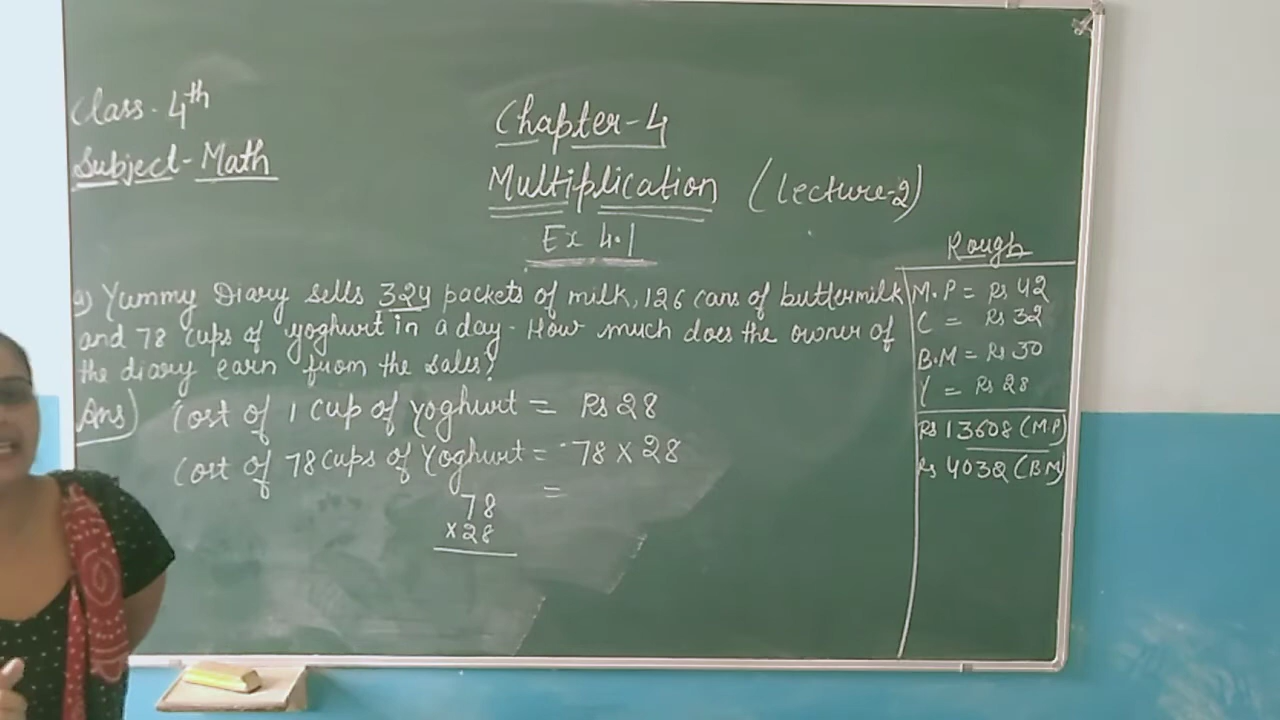 Class - 4th
Subject - Math
Chapter - 4
Multiplication (Lecture-2)
Ex 4.1
a) Yummy Diary sells 324 packets of milk, 126 cans of buttermilk
and 78 cups of yoghurt in a day. How much does the owner of
the diary earn from the sales?
Ans) Cost of 1 cup of yoghurt = Rs 28
Cost of 78 cups of Yoghurt = 78 x 28
=
78
x 28
Rough
M.P = Rs 42
C = Rs 32
B.M = Rs 30
Y = Rs 28
Rs 13608 (M.P)
Rs 4032 (BM)